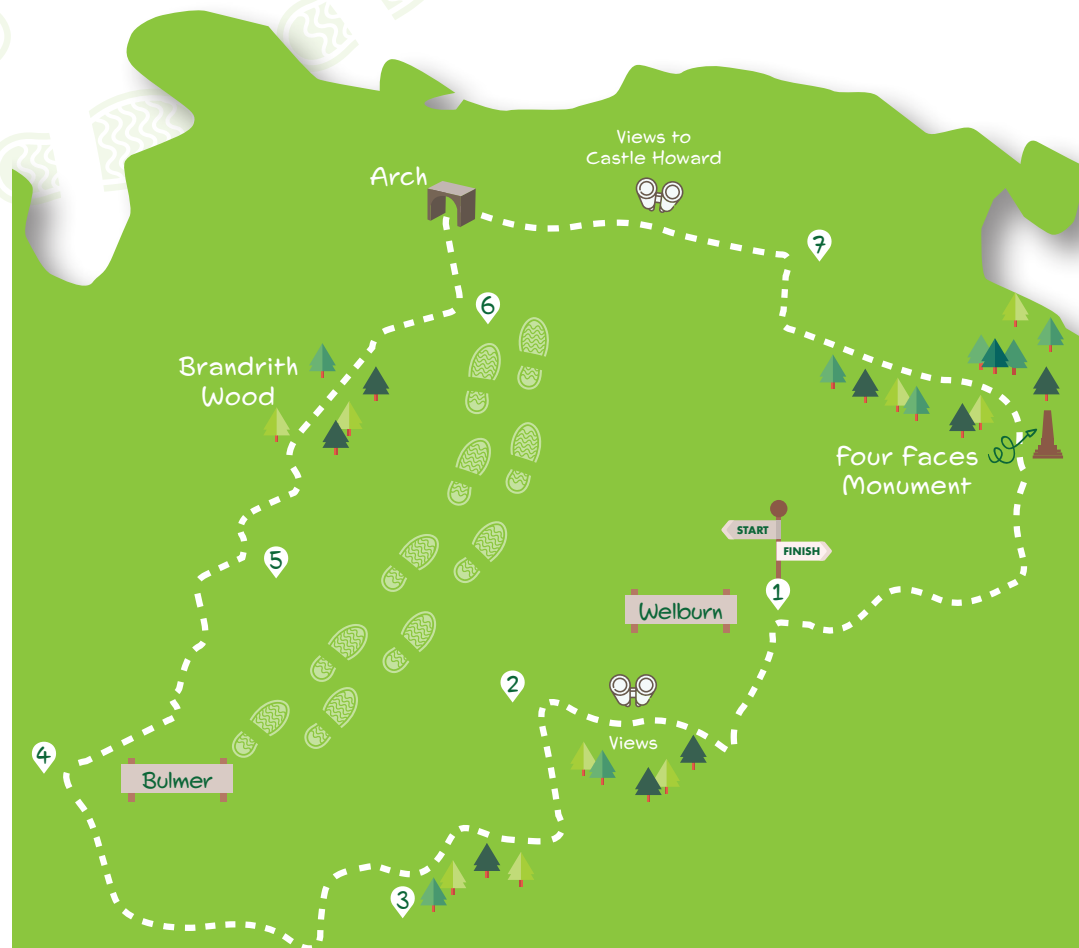 Views to
Castle Howard
Arch
7
6
Brandrith
Wood
Four Faces
Monument
START
FINISH
5
1
Welburn
2
Views
4
Bulmer
3